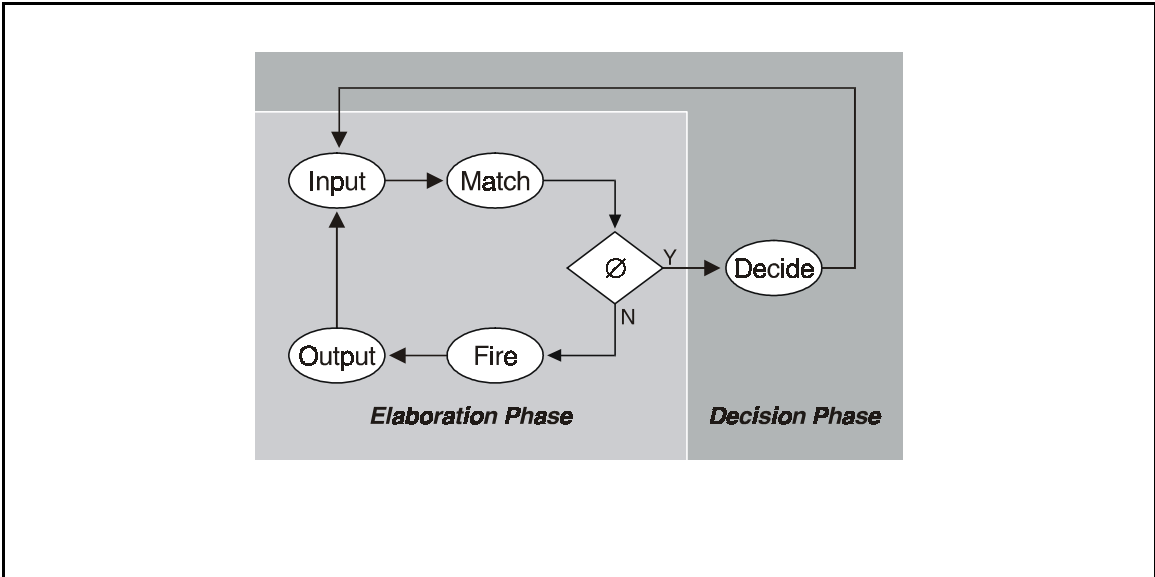 Input
Match
Ø
Y
Decide
N
Output
Fire
Elaboration Phase
Decision Phase